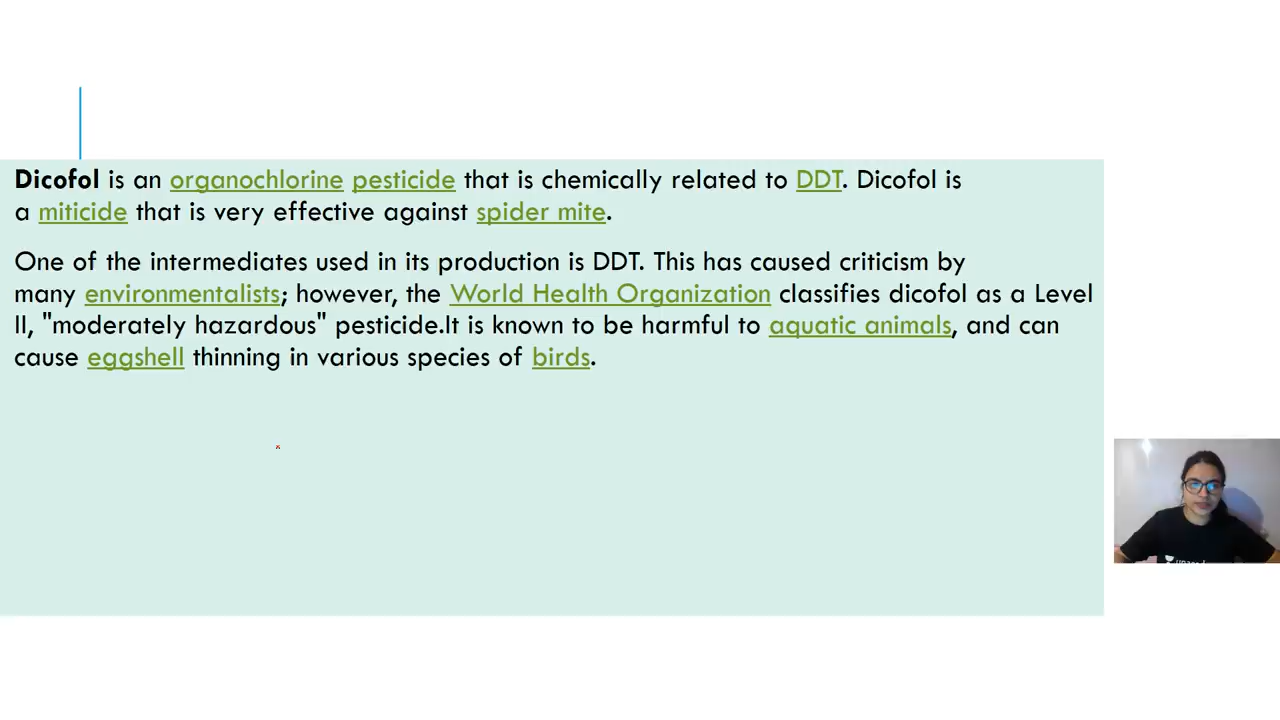 Dicofol is an organochlorine pesticide that is chemically related to DDT. Dicofol is
a miticide that is very effective against spider mite.
One of the intermediates used in its production is DDT. This has caused criticism by
many environmentalists; however, the World Health Organization classifies dicofol as a Level
II, "moderately hazardous" pesticide.It is known to be harmful to aquatic animals, and can
cause eggshell thinning in various species of birds.